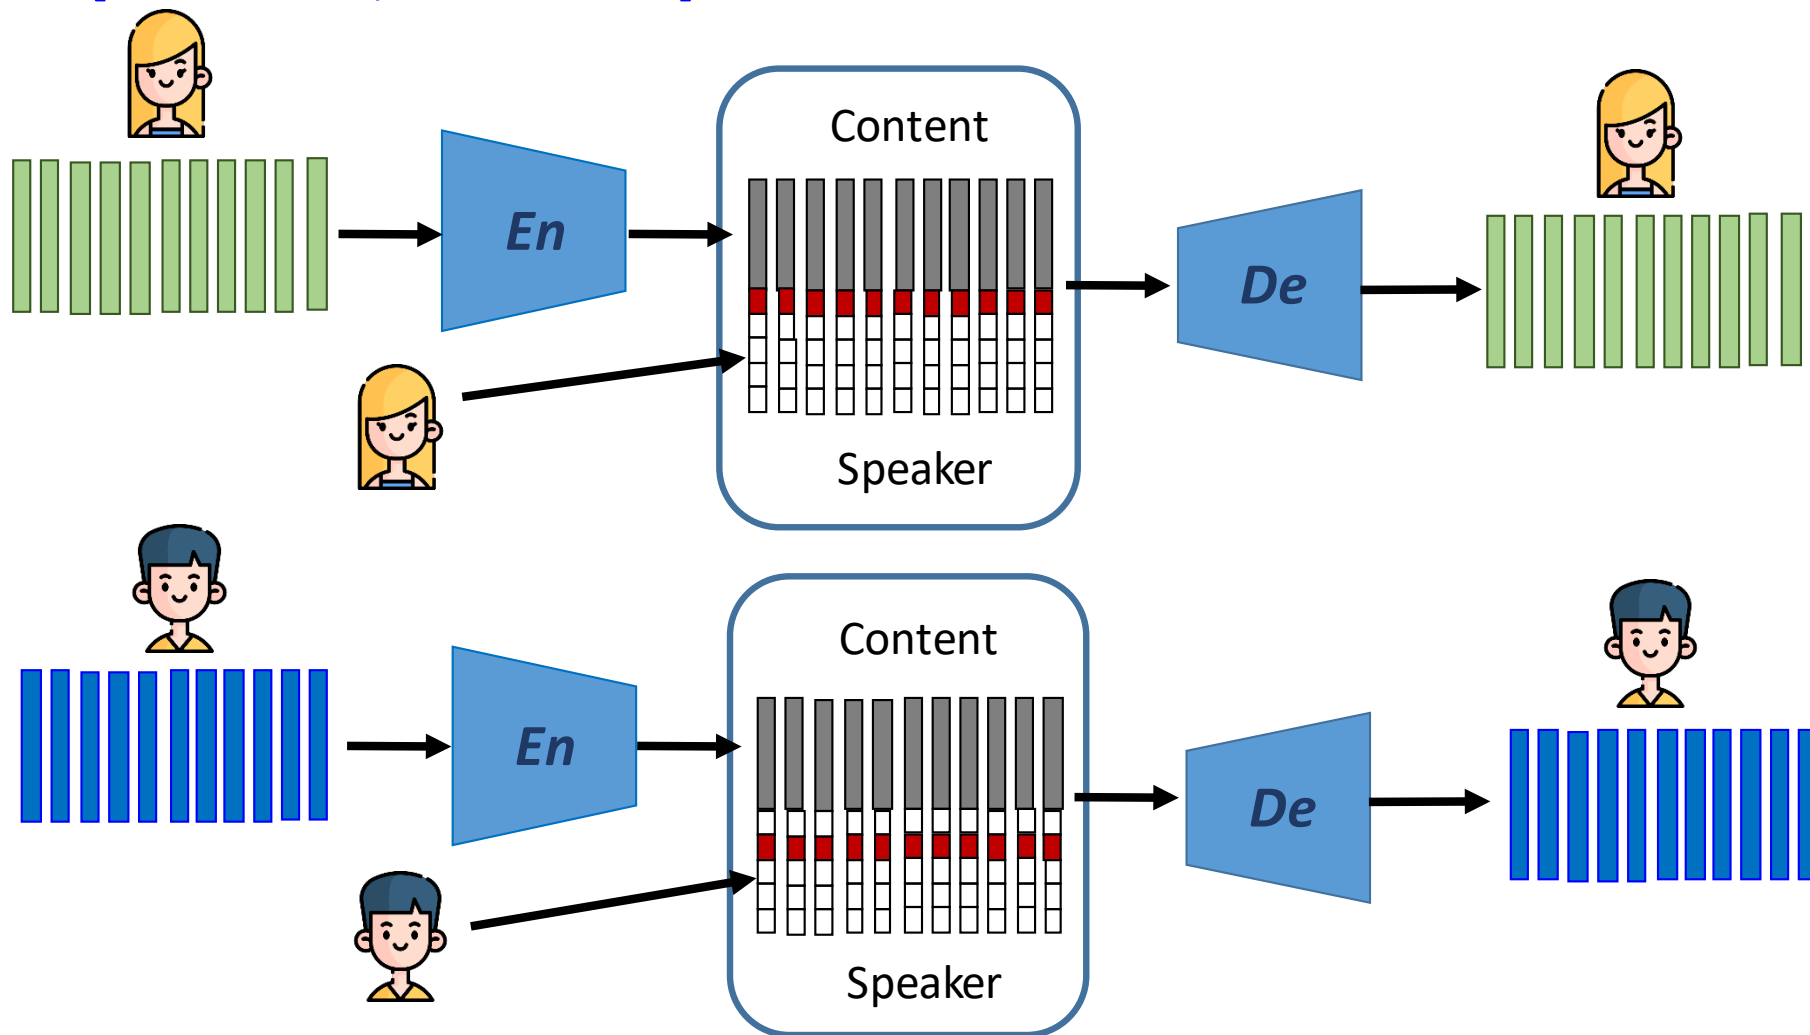 Content
En
De
Speaker
Content
En
De
Speaker